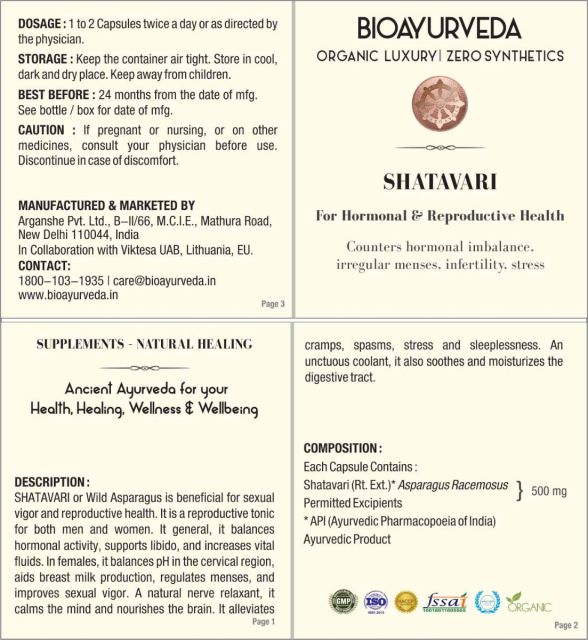 DOSAGE : 1 to 2 Capsules twice a day or as directed by
the physician.
STORAGE : Keep the container air tight. Store in cool,
dark and dry place. Keep away from children.
BEST BEFORE : 24 months from the date of mfg.
See bottle / box for date of mfg.
CAUTION : If pregnant or nursing, or on other
medicines, consult your physician before use.
Discontinue in case of discomfort.
MANUFACTURED & MARKETED BY
Arganshe Pvt. Ltd., B–II/66, M.C.I.E., Mathura Road,
New Delhi 110044, India
In Collaboration with Viktesa UAB, Lithuania, EU.
CONTACT:
1800–103–1935 | care@bioayurveda.in
www.bioayurveda.in
Page 3
BIOAYURVEDA
ORGANIC LUXURY| ZERO SYNTHETICS
SHATAVARI
For Hormonal & Reproductive Health
Counters hormonal imbalance,
irregular menses, infertility, stress
SUPPLEMENTS - NATURAL HEALING
Ancient Ayurveda for your
Health, Healing, Wellness & Wellbeing
DESCRIPTION :
SHATAVARI or Wild Asparagus is beneficial for sexual
vigor and reproductive health. It is a reproductive tonic
for both men and women. It general, it balances
hormonal activity, supports libido, and increases vital
fluids. In females, it balances pH in the cervical region,
aids breast milk production, regulates menses, and
improves sexual vigor. A natural nerve relaxant, it
calms the mind and nourishes the brain. It alleviates
Page 1
cramps, spasms, stress and sleeplessness. An
unctuous coolant, it also soothes and moisturizes the
digestive tract.
COMPOSITION :
Each Capsule Contains :
Shatavari (Rt. Ext.)* Asparagus Racemosus } 500 mg
Permitted Excipients
* API (Ayurvedic Pharmacopoeia of India)
Ayurvedic Product
GMP ISO HACCP fssai ORGANIC
Page 2